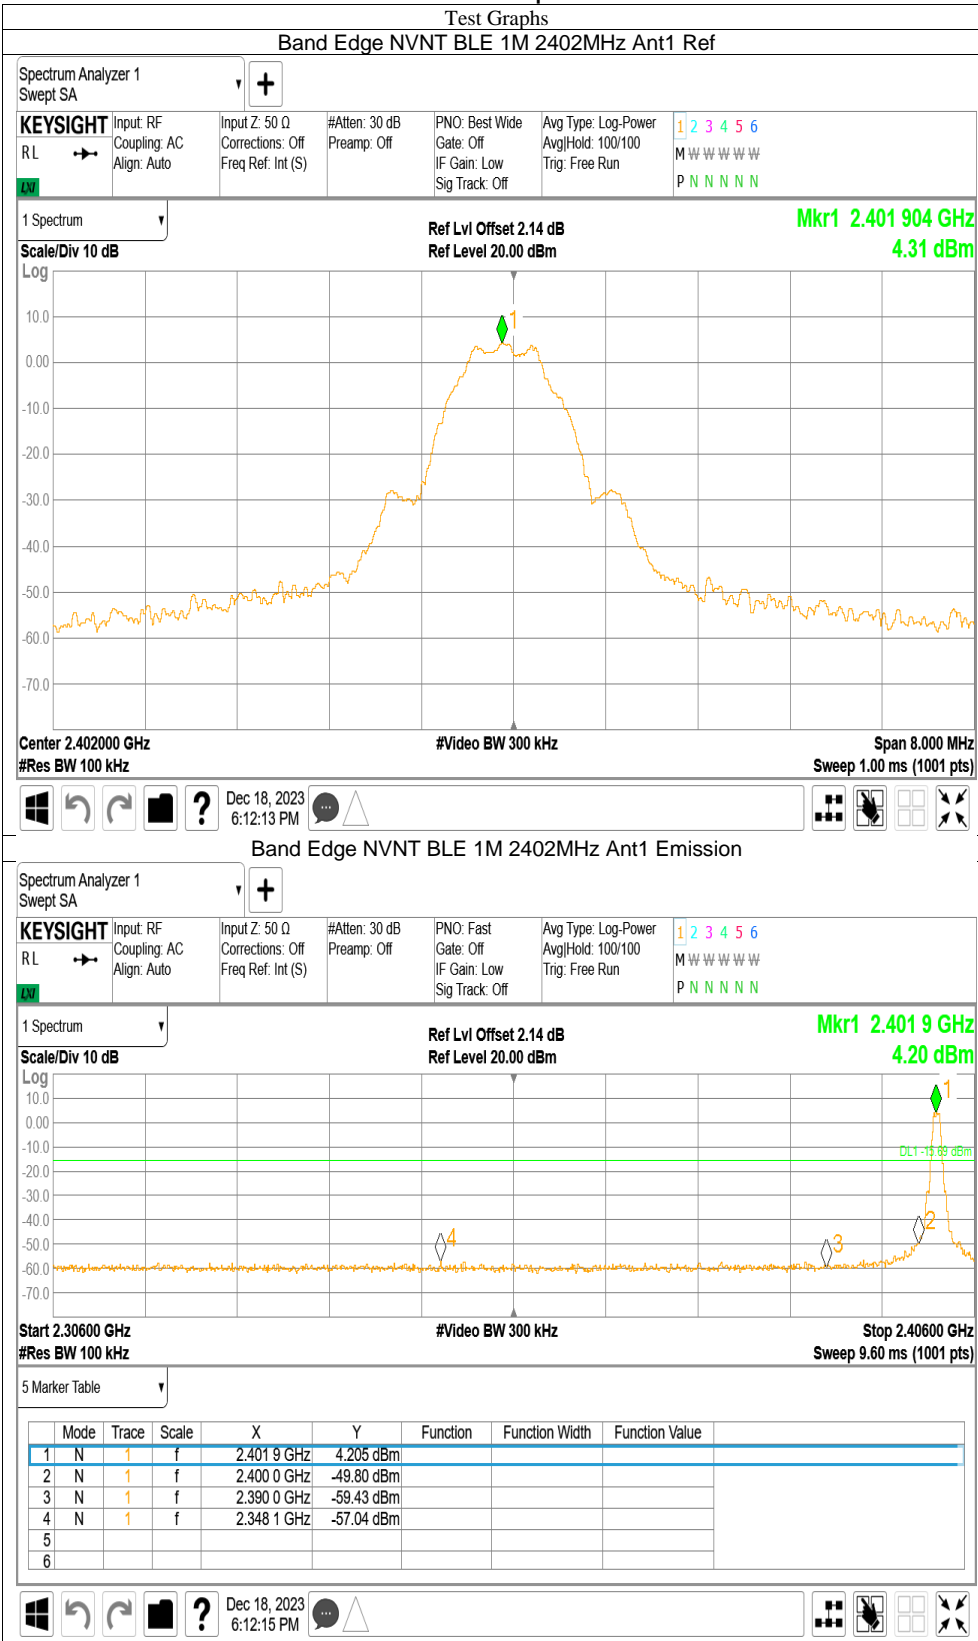 Test Graphs
Band Edge NVNT BLE 1M 2402MHz Ant1 Ref
Spectrum Analyzer 1
Swept SA
KEYSIGHT Input: RF Input Z: 50 Ω #Atten: 30 dB PNO: Best Wide Avg Type: Log-Power 1 2 3 4 5 6
RL Coupling: AC Corrections: Off Preamp: Off Gate: Off Avg|Hold: 100/100 M W W W W W
Align: Auto Freq Ref: Int (S) IF Gain: Low Trig: Free Run
LXI Sig Track: Off P N N N N N
1 Spectrum Ref Lvl Offset 2.14 dB Mkr1 2.401 904 GHz
Scale/Div 10 dB Ref Level 20.00 dBm 4.31 dBm
Log
10.0
1
0.00
-10.0
-20.0
-30.0
-40.0
-50.0
-60.0
-70.0
Center 2.402000 GHz #Video BW 300 kHz Span 8.000 MHz
#Res BW 100 kHz Sweep 1.00 ms (1001 pts)
? Dec 18, 2023
6:12:13 PM
Band Edge NVNT BLE 1M 2402MHz Ant1 Emission
Spectrum Analyzer 1
Swept SA
KEYSIGHT Input: RF Input Z: 50 Ω #Atten: 30 dB PNO: Fast Avg Type: Log-Power 1 2 3 4 5 6
RL Coupling: AC Corrections: Off Preamp: Off Gate: Off Avg|Hold: 100/100 M W W W W W
Align: Auto Freq Ref: Int (S) IF Gain: Low Trig: Free Run
LXI Sig Track: Off P N N N N N
1 Spectrum Ref Lvl Offset 2.14 dB Mkr1 2.401 9 GHz
Scale/Div 10 dB Ref Level 20.00 dBm 4.20 dBm
Log
1
10.0
0.00
-10.0 DL1 -15.69 dBm
-20.0
-30.0
-40.0 2
-50.0 4 3
-60.0
-70.0
Start 2.30600 GHz #Video BW 300 kHz Stop 2.40600 GHz
#Res BW 100 kHz Sweep 9.60 ms (1001 pts)
5 Marker Table
Mode Trace Scale X Y Function Function Width Function Value
1 N 1 f 2.401 9 GHz 4.205 dBm
2 N 1 f 2.400 0 GHz -49.80 dBm
3 N 1 f 2.390 0 GHz -59.43 dBm
4 N 1 f 2.348 1 GHz -57.04 dBm
5
6
? Dec 18, 2023
6:12:15 PM